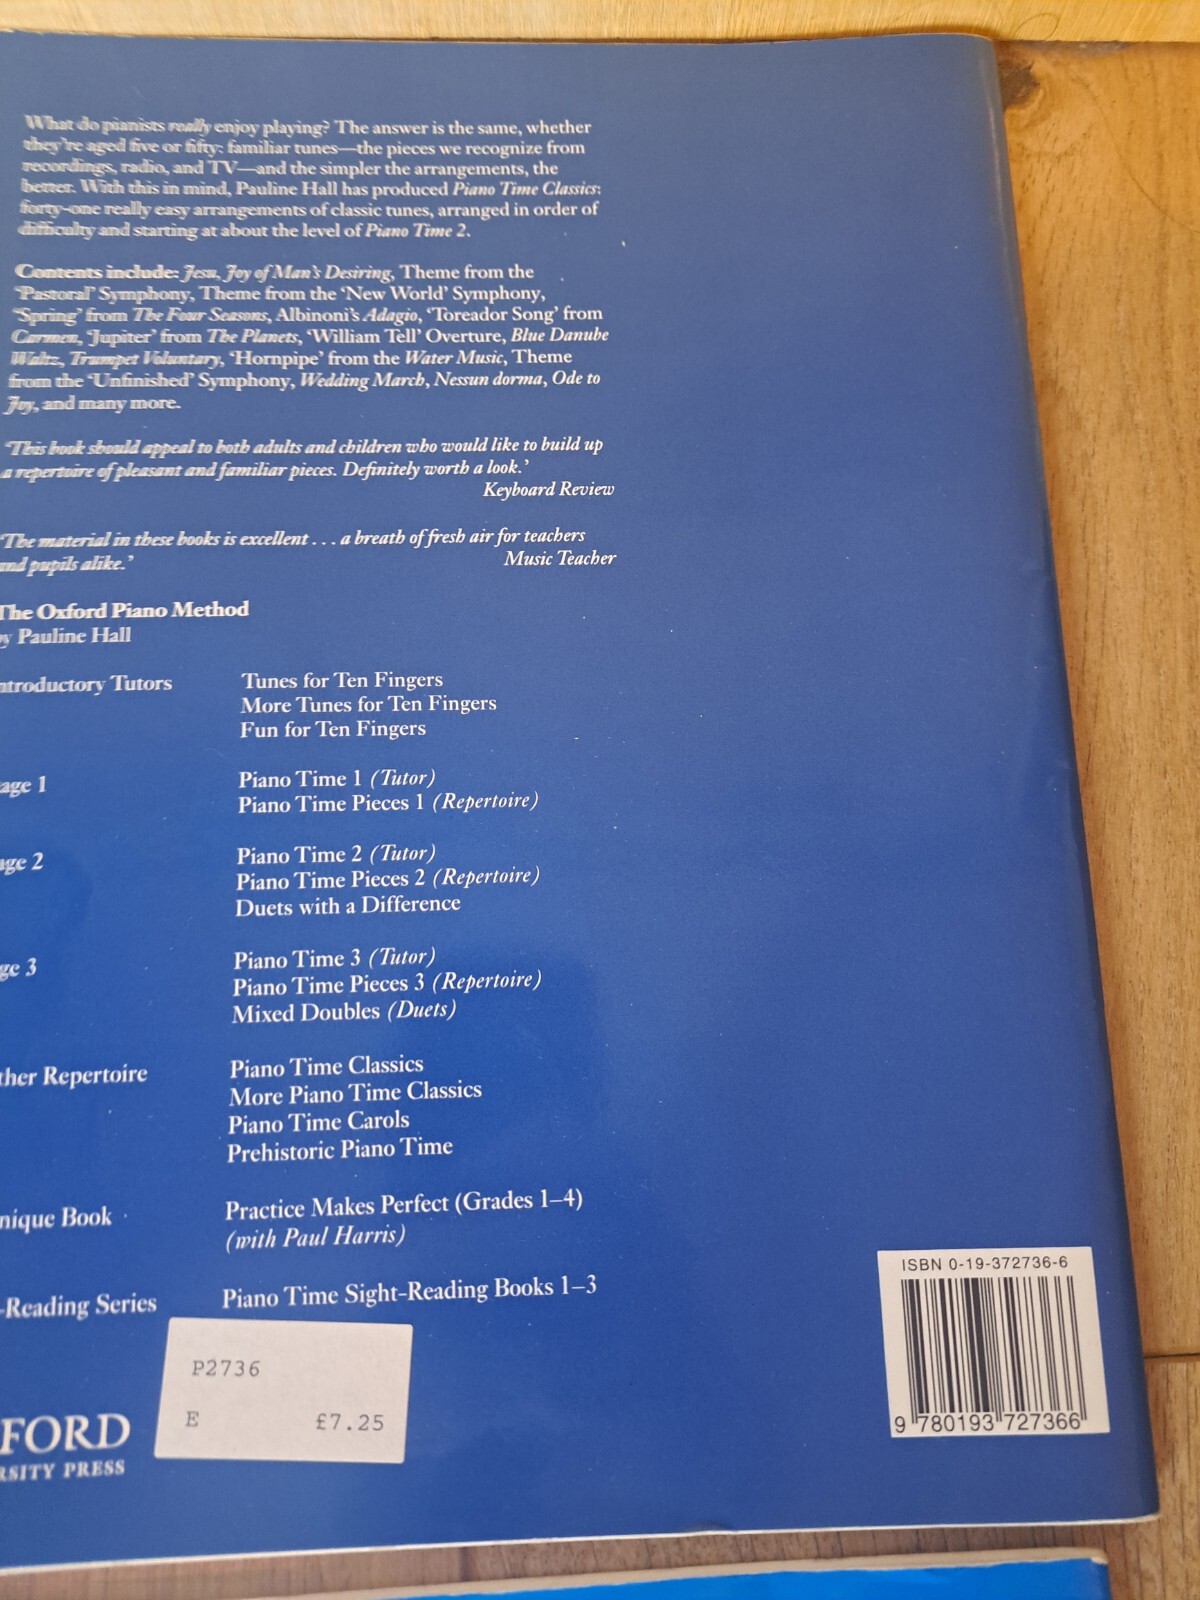 What do pianists really enjoy playing? The answer is the same, whether
they're aged five or fifty: familiar tunes—the pieces we recognize from
recordings, radio, and TV—and the simpler the arrangements, the
better. With this in mind, Pauline Hall has produced Piano Time Classics:
forty-one really easy arrangements of classic tunes, arranged in order of
difficulty and starting at about the level of Piano Time 2.
Contents include: Jesu, Joy of Man's Desiring, Theme from the
'Pastoral' Symphony, Theme from the 'New World' Symphony,
'Spring' from The Four Seasons, Albinoni's Adagio, 'Toreador Song' from
Carmen, 'Jupiter' from The Planets, 'William Tell' Overture, Blue Danube
Waltz, Trumpet Voluntary, 'Hornpipe' from the Water Music, Theme
from the 'Unfinished' Symphony, Wedding March, Nessun dorma, Ode to
Joy, and many more.
'This book should appeal to both adults and children who would like to build up
a repertoire of pleasant and familiar pieces. Definitely worth a look.'
Keyboard Review
'The material in these books is excellent . . . a breath of fresh air for teachers
and pupils alike.' Music Teacher
The Oxford Piano Method
by Pauline Hall
ntroductory Tutors Tunes for Ten Fingers
More Tunes for Ten Fingers
Fun for Ten Fingers
age 1 Piano Time 1 (Tutor)
Piano Time Pieces 1 (Repertoire)
age 2 Piano Time 2 (Tutor)
Piano Time Pieces 2 (Repertoire)
Duets with a Difference
ge 3 Piano Time 3 (Tutor)
Piano Time Pieces 3 (Repertoire)
Mixed Doubles (Duets)
ther Repertoire Piano Time Classics
More Piano Time Classics
Piano Time Carols
Prehistoric Piano Time
nique Book Practice Makes Perfect (Grades 1–4)
(with Paul Harris)
-Reading Series Piano Time Sight-Reading Books 1–3
P2736
E £7.25
FORD
RSITY PRESS
ISBN 0-19-372736-6
9 780193 727366